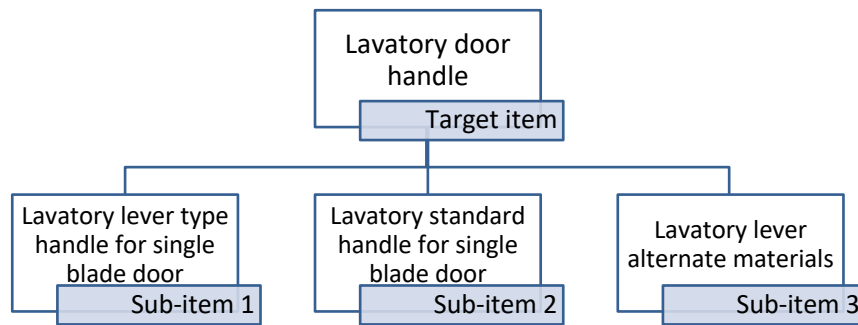 Lavatory door
handle
Target item
Lavatory lever type
handle for single
blade door
Sub-item 1
Lavatory standard
handle for single
blade door
Sub-item 2
Lavatory lever
alternate materials
Sub-item 3